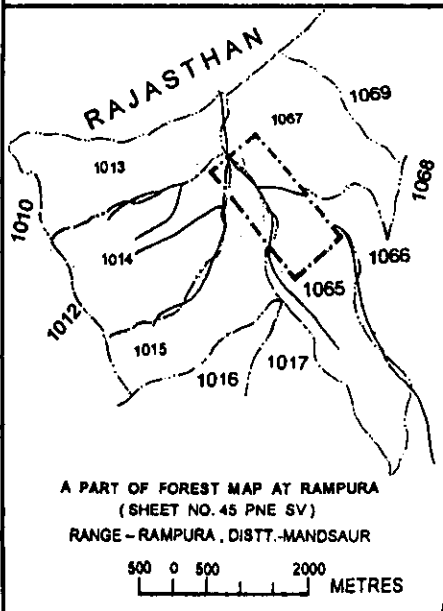 RAJASTHAN
1069
1067
1013
1068
1010
1014
1066
1065
1012
1015
1016
1017
A PART OF FOREST MAP AT RAMPURA
(SHEET NO. 45 PNE SV)
RANGE - RAMPURA, DISTT.-MANDSAUR
500 0 500 2000
METRES